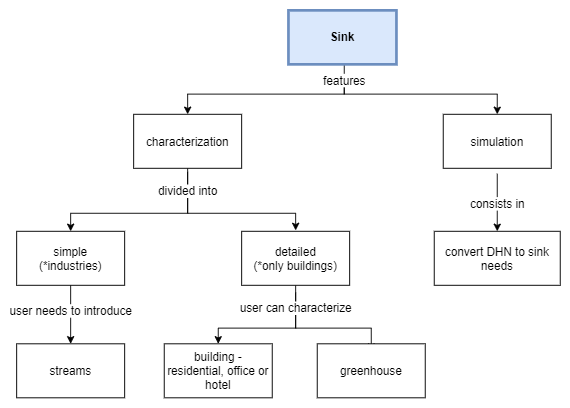 Sink
features
characterization
simulation
divided into
consists in
simple
(*industries)
detailed
(*only buildings)
convert DHN to sink
needs
user needs to introduce
user can characterize
streams
building -
residential, office or
hotel
greenhouse